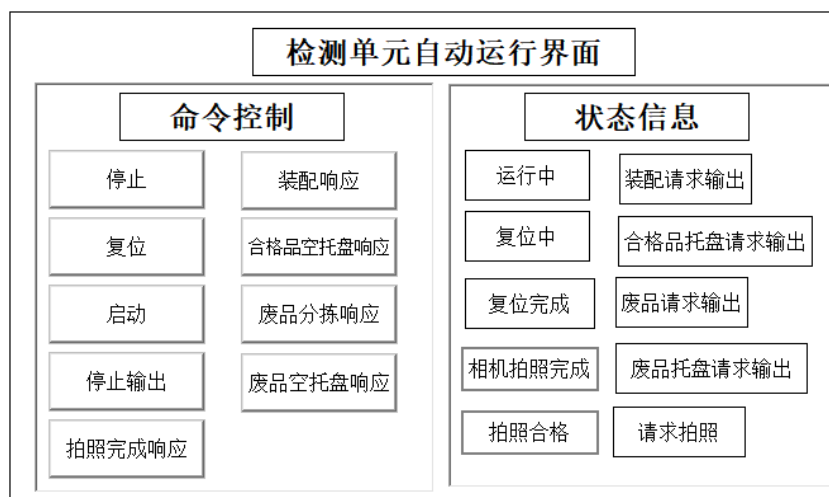 检测单元自动运行界面
命令控制
停止
装配响应
复位
合格品空托盘响应
启动
废品分拣响应
停止输出
废品空托盘响应
拍照完成响应
状态信息
运行中
装配请求输出
复位中
合格品托盘请求输出
复位完成
废品请求输出
相机拍照完成
废品托盘请求输出
拍照合格
请求拍照